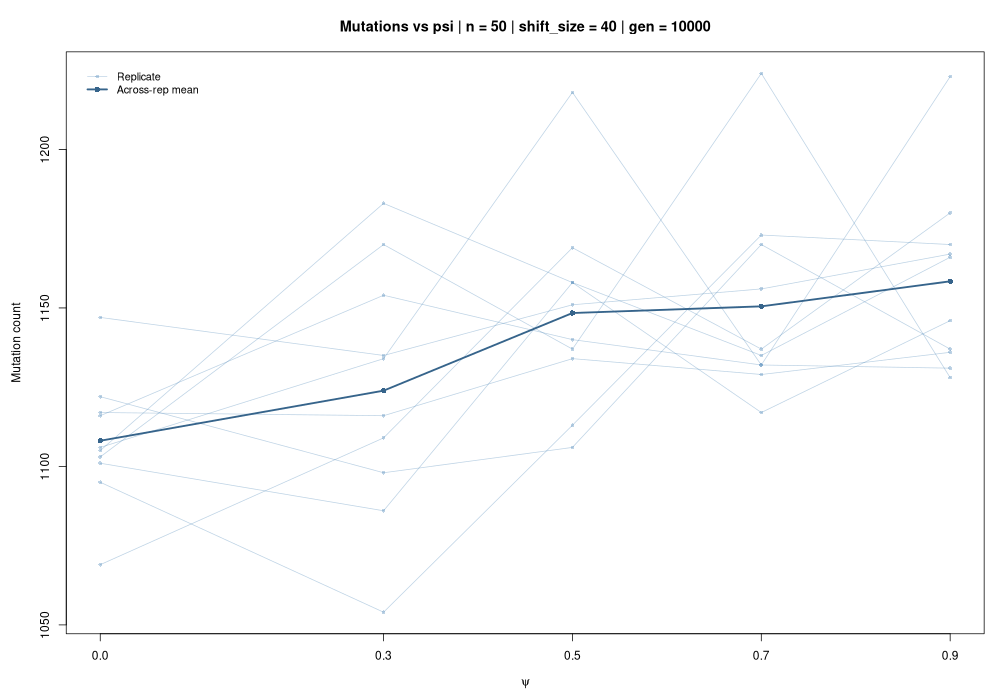 Mutations vs psi | n = 50 | shift_size = 40 | gen = 10000
Replicate
Across-rep mean
Mutation count
1200
1150
1100
1050
0.0 0.3 0.5 0.7 0.9
ψ